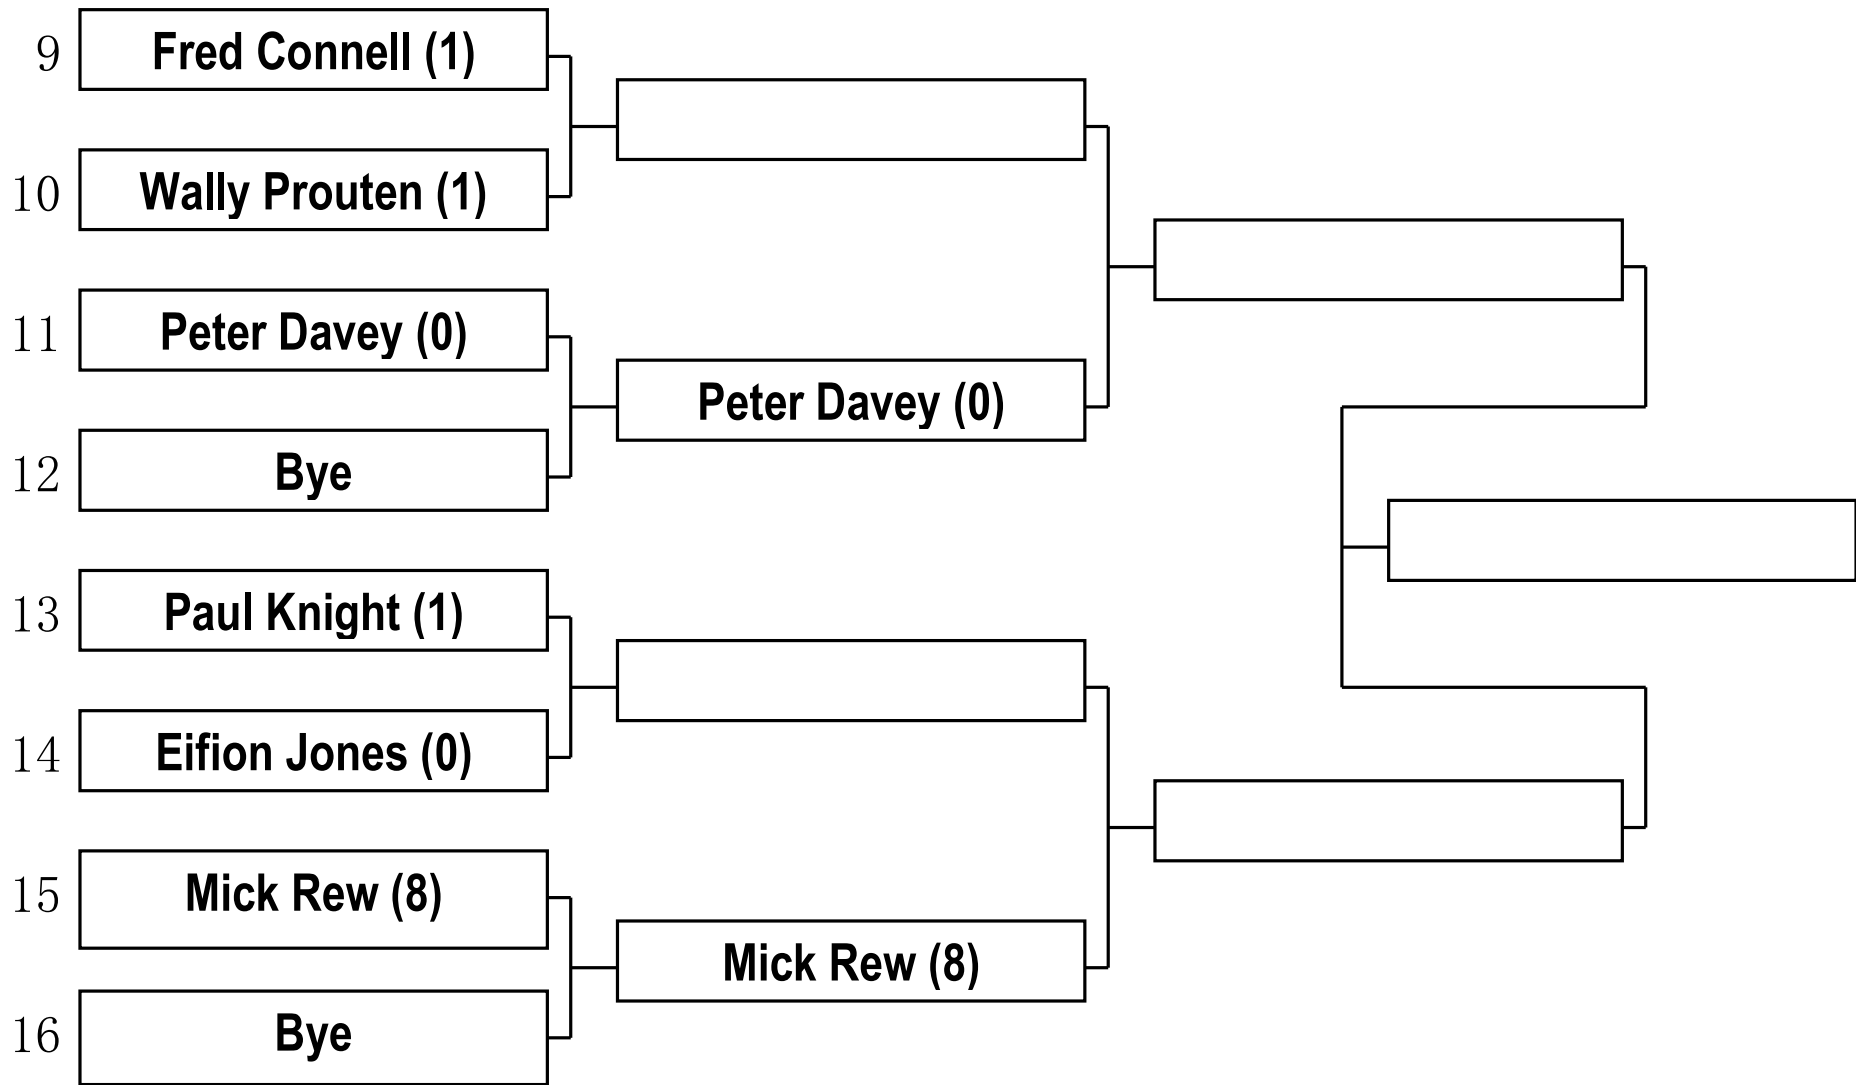 9 Fred Connell (1)
10 Wally Prouten (1)
11 Peter Davey (0)
Peter Davey (0)
12 Bye
13 Paul Knight (1)
14 Eifion Jones (0)
15 Mick Rew (8)
Mick Rew (8)
16 Bye